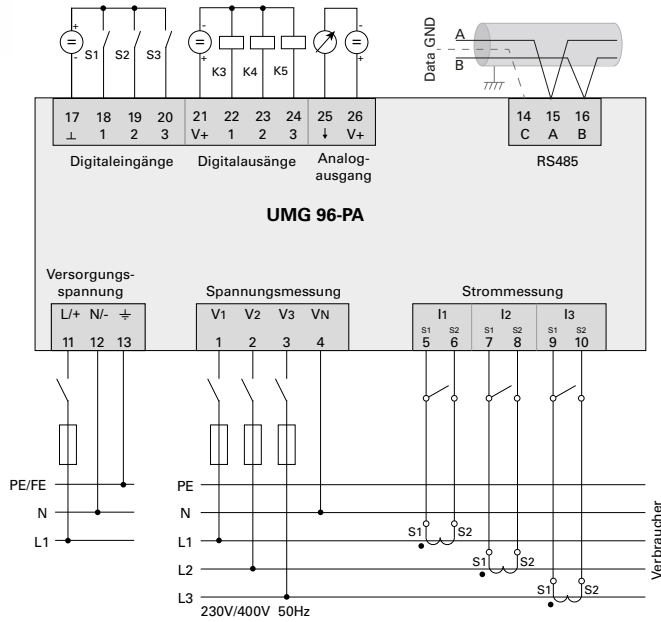 + - S1 S2 S3
- + K3 K4 K5
- +
Data GND
A
B
17 18 19 20 21 22 23 24 25 26
⊥ 1 2 3 V+ 1 2 3 ↓ V+
14 15 16
C A B
Digitaleingänge
Digitalausänge
Analog-
ausgang
RS485
UMG 96-PA
Versorgungs-
spannung
Spannungsmessung
Strommessung
L/+ N/- ⏚
11 12 13
V1 V2 V3 VN
1 2 3 4
I1 I2 I3
S1 S2 S1 S2 S1 S2
5 6 7 8 9 10
PE/FE
N
L1
PE
N
L1
L2
L3
S1 S2
S1 S2
S1 S2
230V/400V 50Hz
Verbraucher